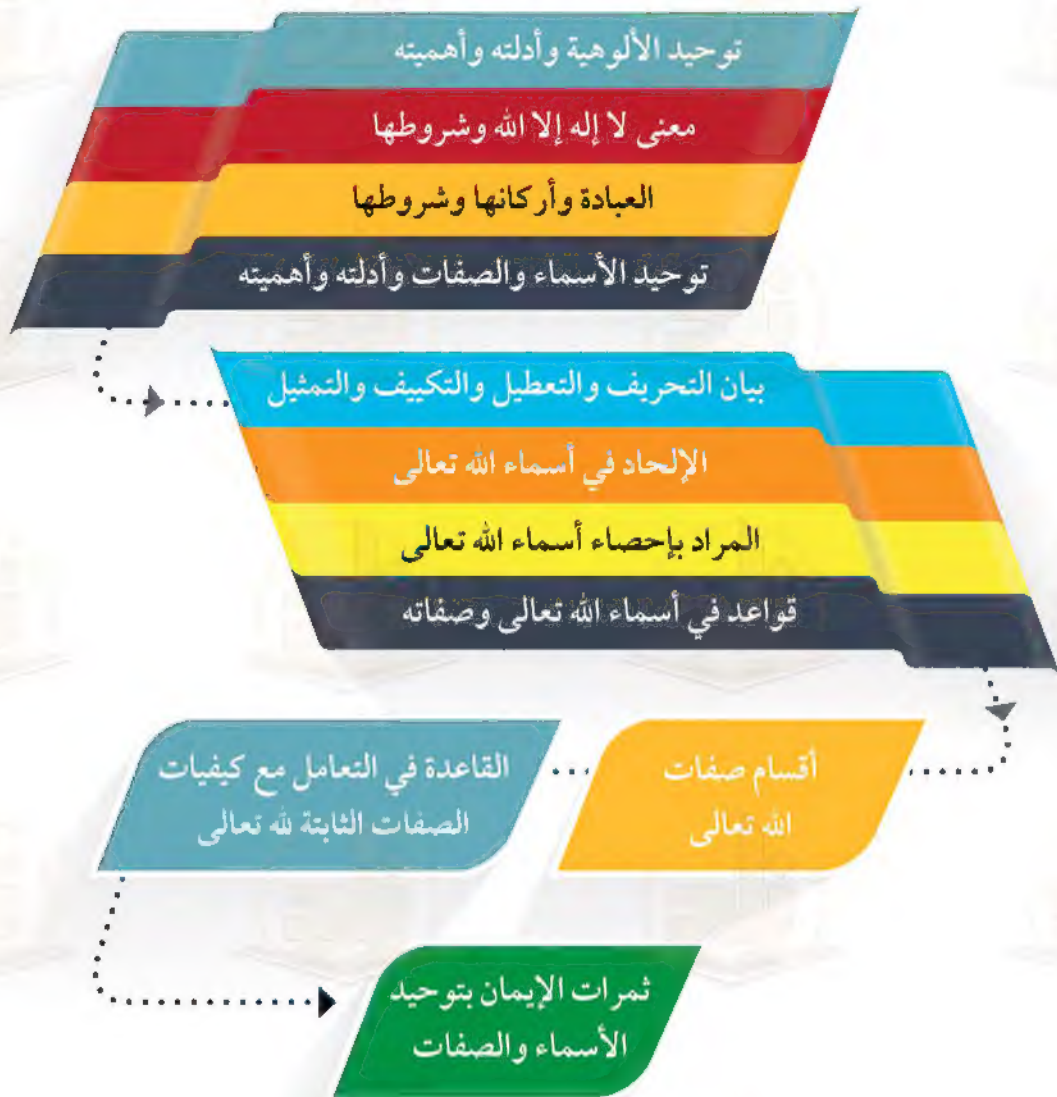 توحيد الألوهية وأدلته وأهميته
معنى لا إله إلا الله وشروطها
العبادة وأركانها وشروطها
توحيد الأسماء والصفات وأدلته وأهميته
بيان التحريف والتعطيل والتكييف والتمثيل
الإلحاد في أسماء الله تعالى
المراد بإحصاء أسماء الله تعالى
قواعد في أسماء الله تعالى وصفاته
أقسام صفات
الله تعالى
القاعدة في التعامل مع كيفيات
الصفات الثابتة لله تعالى
ثمرات الإيمان بتوحيد
الأسماء والصفات